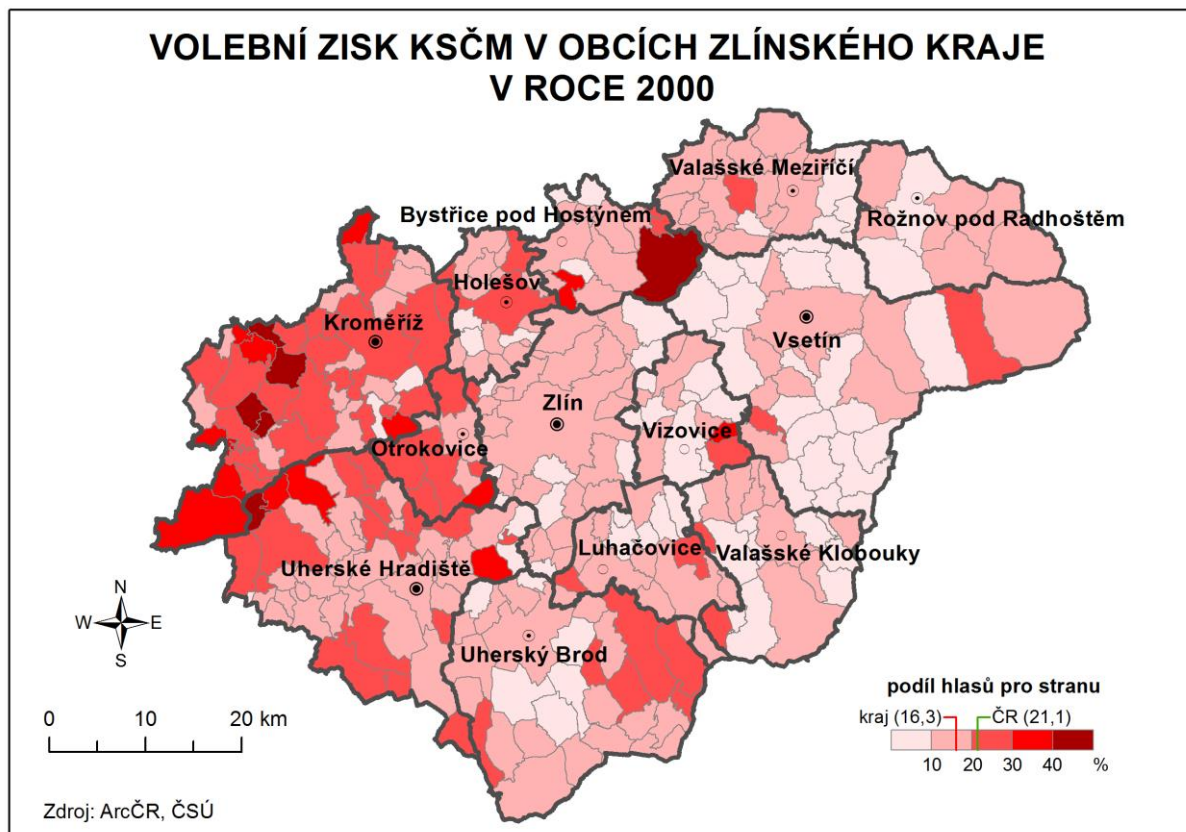 VOLEBNÍ ZISK KSČM V OBCÍCH ZLÍNSKÉHO KRAJE
V ROCE 2000
Valašské Meziříčí
Bystřice pod Hostýnem
Rožnov pod Radhoštěm
Holešov
Kroměříž
Vsetín
Zlín
Vizovice
Otrokovice
Luhačovice
Valašské Klobouky
Uherské Hradiště
Uherský Brod
N
W E
S
0 10 20 km
podíl hlasů pro stranu
kraj (16,3) ČR (21,1)
10 20 30 40 %
Zdroj: ArcČR, ČSÚ